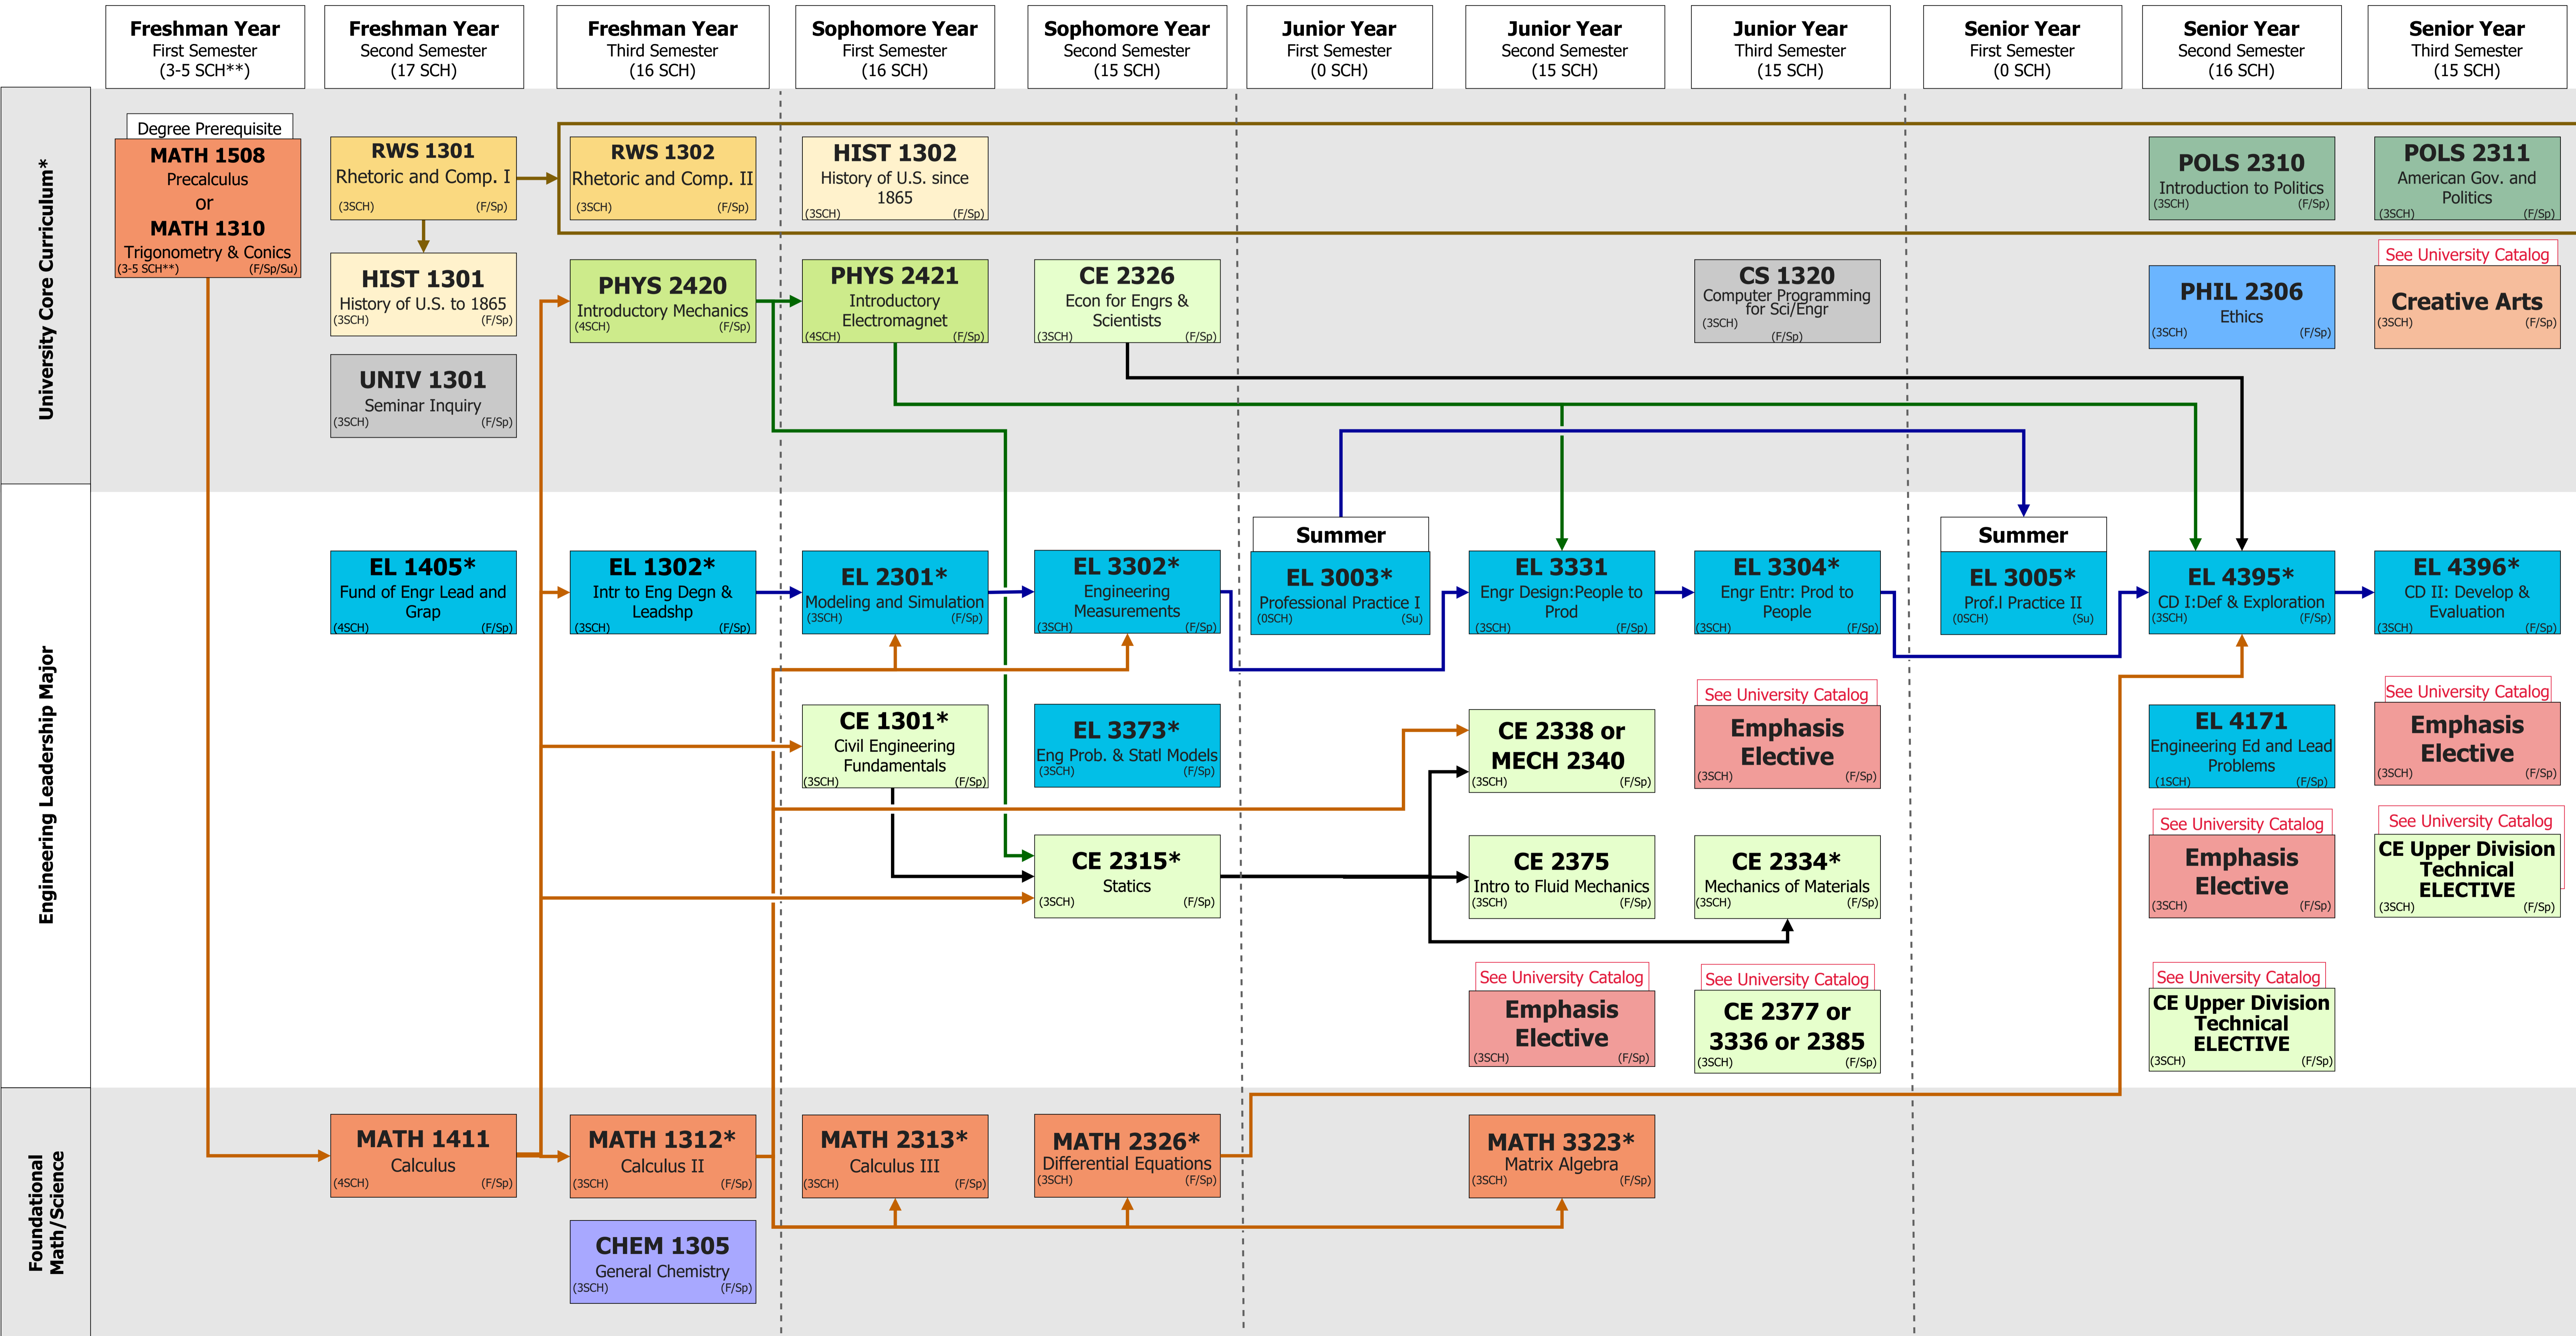 Freshman Year
First Semester
(3-5 SCH**)
Freshman Year
Second Semester
(17 SCH)
Freshman Year
Third Semester
(16 SCH)
Sophomore Year
First Semester
(16 SCH)
Sophomore Year
Second Semester
(15 SCH)
Junior Year
First Semester
(0 SCH)
Junior Year
Second Semester
(15 SCH)
Junior Year
Third Semester
(15 SCH)
Senior Year
First Semester
(0 SCH)
Senior Year
Second Semester
(16 SCH)
Senior Year
Third Semester
(15 SCH)
University Core Curriculum*
Degree Prerequisite
MATH 1508
Precalculus
or
MATH 1310
Trigonometry & Conics
(3-5 SCH**) (F/Sp/Su)
RWS 1301
Rhetoric and Comp. I
(3SCH) (F/Sp)
RWS 1302
Rhetoric and Comp. II
(3SCH) (F/Sp)
HIST 1302
History of U.S. since
1865
(3SCH) (F/Sp)
POLS 2310
Introduction to Politics
(3SCH) (F/Sp)
POLS 2311
American Gov. and
Politics
(3SCH) (F/Sp)
HIST 1301
History of U.S. to 1865
(3SCH) (F/Sp)
PHYS 2420
Introductory Mechanics
(4SCH) (F/Sp)
PHYS 2421
Introductory
Electromagnet
(4SCH) (F/Sp)
CE 2326
Econ for Engrs &
Scientists
(3SCH) (F/Sp)
CS 1320
Computer Programming
for Sci/Engr
(3SCH)
(F/Sp)
PHIL 2306
Ethics
(3SCH) (F/Sp)
See University Catalog
Creative Arts
(3SCH) (F/Sp)
UNIV 1301
Seminar Inquiry
(3SCH) (F/Sp)
Engineering Leadership Major
EL 1405*
Fund of Engr Lead and
Grap
(4SCH) (F/Sp)
EL 1302*
Intr to Eng Degn &
Leadshp
(3SCH) (F/Sp)
EL 2301*
Modeling and Simulation
(3SCH) (F/Sp)
EL 3302*
Engineering
Measurements
(3SCH) (F/Sp)
Summer
EL 3003*
Professional Practice I
(0SCH) (Su)
EL 3331
Engr Design:People to
Prod
(3SCH) (F/Sp)
EL 3304*
Engr Entr: Prod to
People
(3SCH) (F/Sp)
Summer
EL 3005*
Prof.l Practice II
(0SCH) (Su)
EL 4395*
CD I:Def & Exploration
(3SCH) (F/Sp)
EL 4396*
CD II: Develop &
Evaluation
(3SCH) (F/Sp)
CE 1301*
Civil Engineering
Fundamentals
(3SCH) (F/Sp)
EL 3373*
Eng Prob. & Statl Models
(3SCH) (F/Sp)
CE 2338 or
MECH 2340
(3SCH) (F/Sp)
See University Catalog
Emphasis
Elective
(3SCH) (F/Sp)
EL 4171
Engineering Ed and Lead
Problems
(1SCH) (F/Sp)
See University Catalog
Emphasis
Elective
(3SCH) (F/Sp)
CE 2315*
Statics
(3SCH) (F/Sp)
CE 2375
Intro to Fluid Mechanics
(3SCH) (F/Sp)
CE 2334*
Mechanics of Materials
(3SCH) (F/Sp)
See University Catalog
Emphasis
Elective
(3SCH) (F/Sp)
See University Catalog
CE Upper Division
Technical
ELECTIVE
(3SCH) (F/Sp)
See University Catalog
Emphasis
Elective
(3SCH) (F/Sp)
See University Catalog
CE 2377 or
3336 or 2385
(3SCH) (F/Sp)
See University Catalog
CE Upper Division
Technical
ELECTIVE
(3SCH) (F/Sp)
Foundational
Math/Science
MATH 1411
Calculus
(4SCH) (F/Sp)
MATH 1312*
Calculus II
(3SCH) (F/Sp)
MATH 2313*
Calculus III
(3SCH) (F/Sp)
MATH 2326*
Differential Equations
(3SCH) (F/Sp)
MATH 3323*
Matrix Algebra
(3SCH) (F/Sp)
CHEM 1305
General Chemistry
(3SCH) (F/Sp)